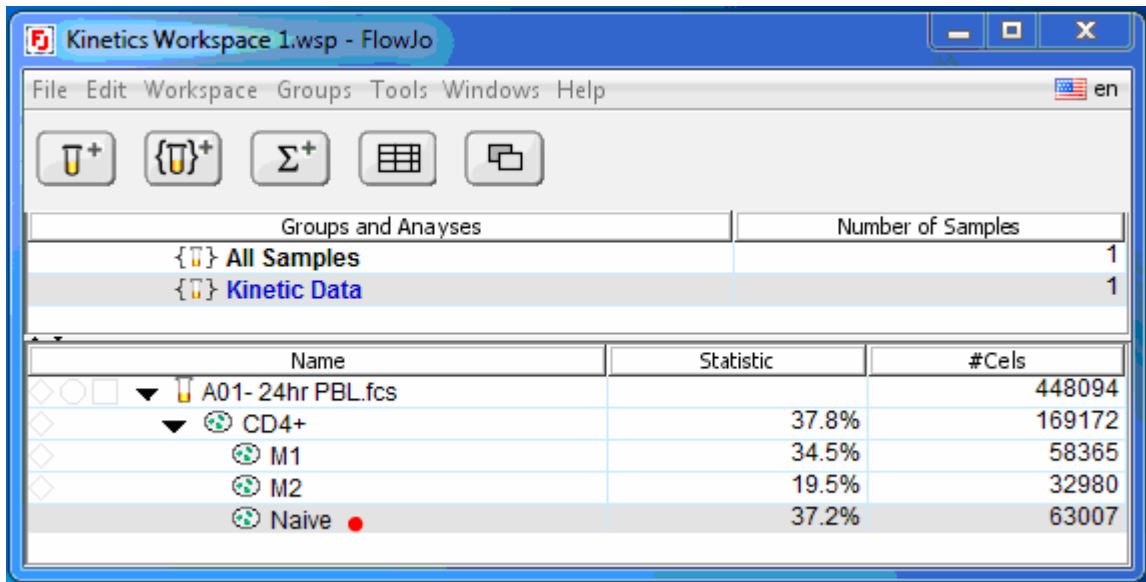 Kinetics Workspace 1.wsp - FlowJo
File Edit Workspace Groups Tools Windows Help en
Groups and Anayses Number of Samples
{} All Samples 1
{} Kinetic Data 1
Name Statistic #Cels
A01- 24hr PBL.fcs 448094
CD4+ 37.8% 169172
M1 34.5% 58365
M2 19.5% 32980
Naive 37.2% 63007